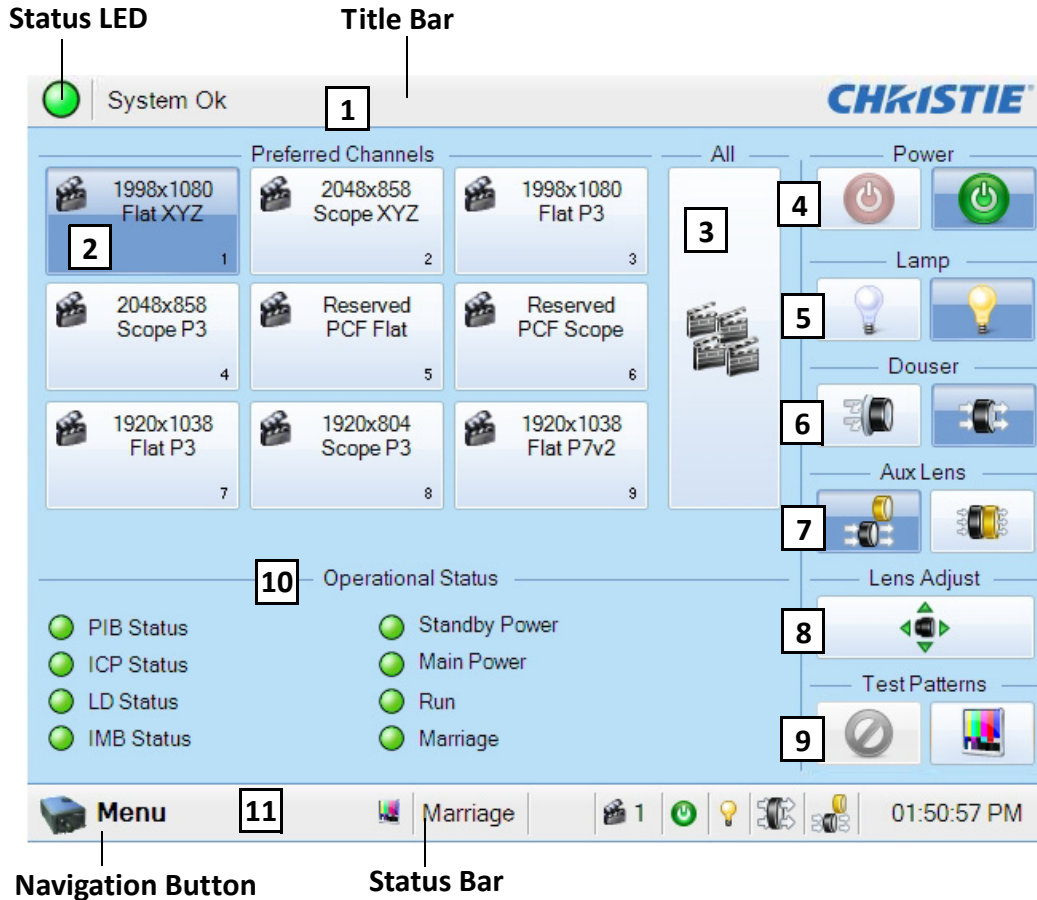 Status LED
Title Bar
System Ok
1
CHRISTIE
Preferred Channels
All
Power
1998x1080
Flat XYZ
1
2
2048x858
Scope XYZ
2
1998x1080
Flat P3
3
3
4
Lamp
5
2048x858
Scope P3
4
Reserved
PCF Flat
5
Reserved
PCF Scope
6
Douser
6
1920x1038
Flat P3
7
1920x804
Scope P3
8
1920x1038
Flat P7v2
9
Aux Lens
7
10
Operational Status
Lens Adjust
8
PIB Status
Standby Power
ICP Status
Main Power
LD Status
Run
IMB Status
Marriage
Test Patterns
9
Menu
11
Marriage
1
01:50:57 PM
Navigation Button
Status Bar